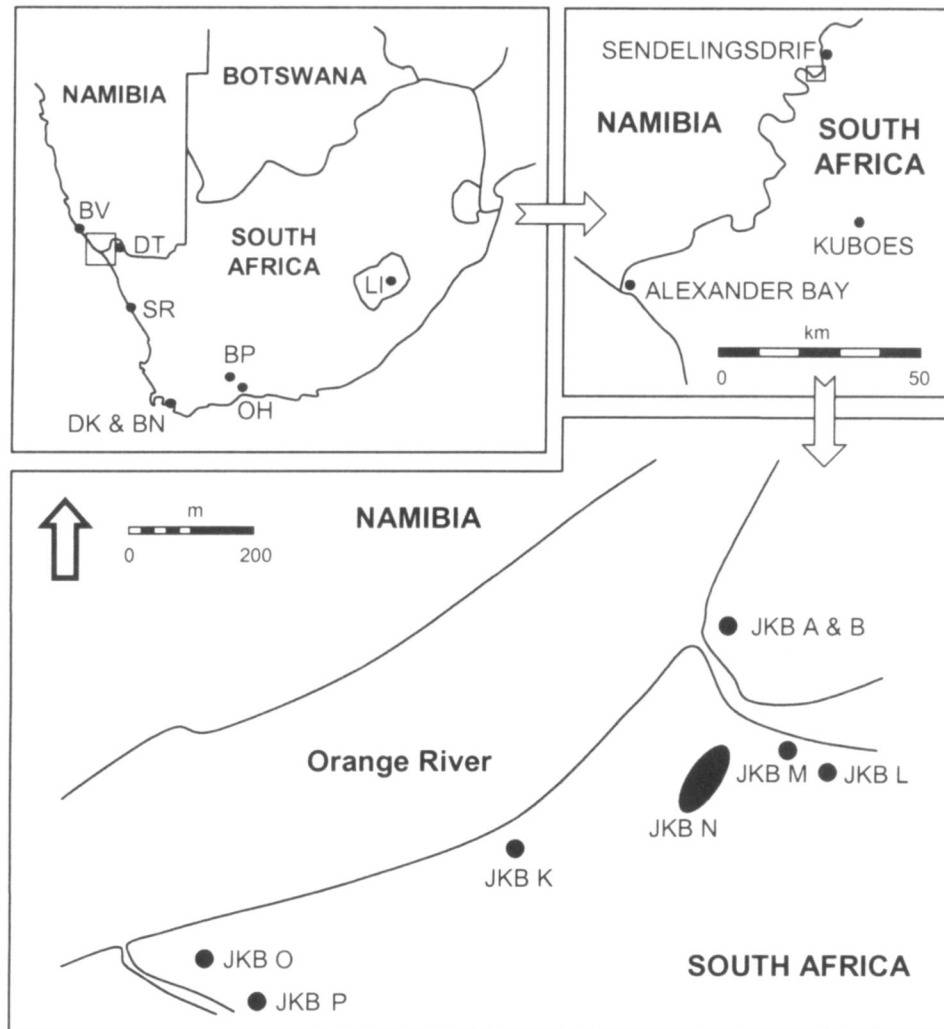 NAMIBIA
BOTSWANA
BV
DT
SOUTH
AFRICA
LI
SR
BP
OH
DK & BN
SENDELINGSDRIF
NAMIBIA
SOUTH
AFRICA
KUBOES
ALEXANDER BAY
km
0 50
m
0 200
NAMIBIA
JKB A & B
Orange River
JKB M
JKB L
JKB N
JKB K
JKB O
JKB P
SOUTH AFRICA